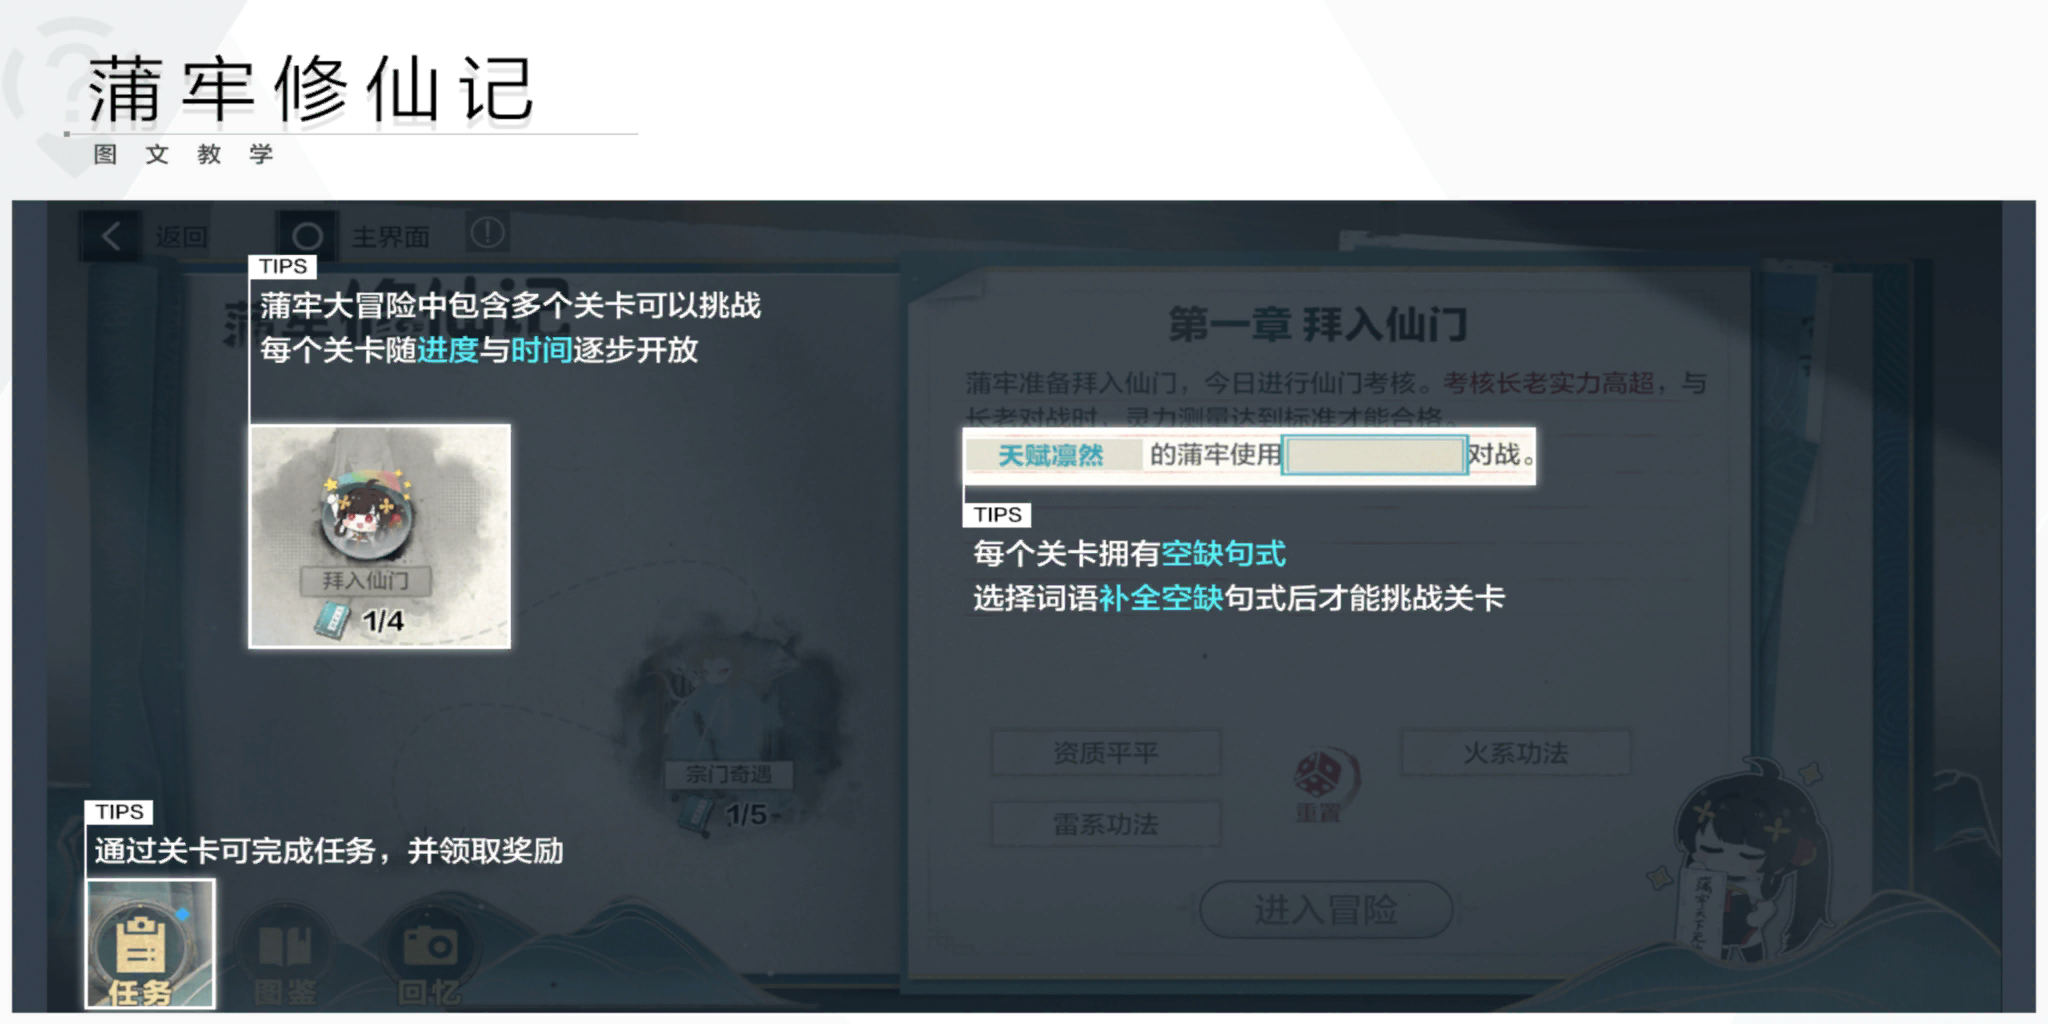 蒲牢修仙记
图文教学
返回
主界面
TIPS
蒲牢大冒险中包含多个关卡可以挑战
每个关卡随进度与时间逐步开放
蒲牢修仙记
拜入仙门
1/4
宗门奇遇
1/5
TIPS
通过关卡可完成任务，并领取奖励
任务
图鉴
回忆
第一章 拜入仙门
蒲牢准备拜入仙门，今日进行仙门考核。考核长老实力高超，与
长老对战时，灵力测量达到标准才能合格。
天赋凛然 的蒲牢使用 对战。
TIPS
每个关卡拥有空缺句式
选择词语补全空缺句式后才能挑战关卡
资质平平
火系功法
雷系功法
重置
进入冒险